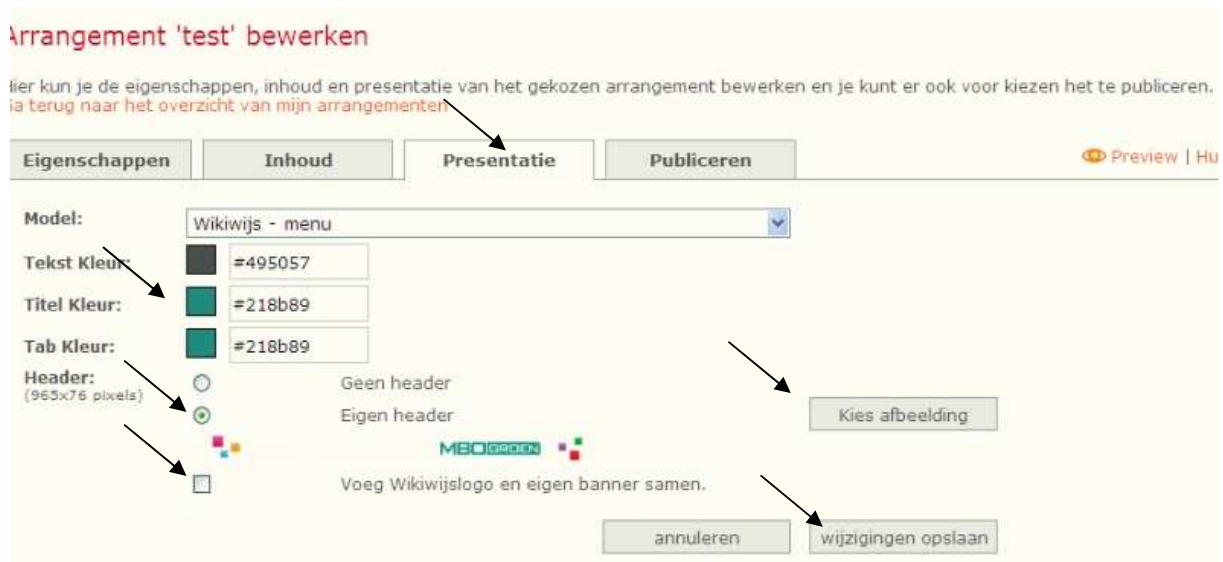 Arrangement 'test' bewerken
Hier kun je de eigenschappen, inhoud en presentatie van het gekozen arrangement bewerken en je kunt er ook voor kiezen het te publiceren.
Ga terug naar het overzicht van mijn arrangementen
Eigenschappen Inhoud Presentatie Publiceren Preview | Hu
Model: Wikiwijs - menu
Tekst Kleur: #495057
Titel Kleur: #218b89
Tab Kleur: #218b89
Header: Geen header
(965x76 pixels)
Eigen header Kies afbeelding
MBOGROEN
Voeg Wikiwijslogo en eigen banner samen.
annuleren wijzigingen opslaan